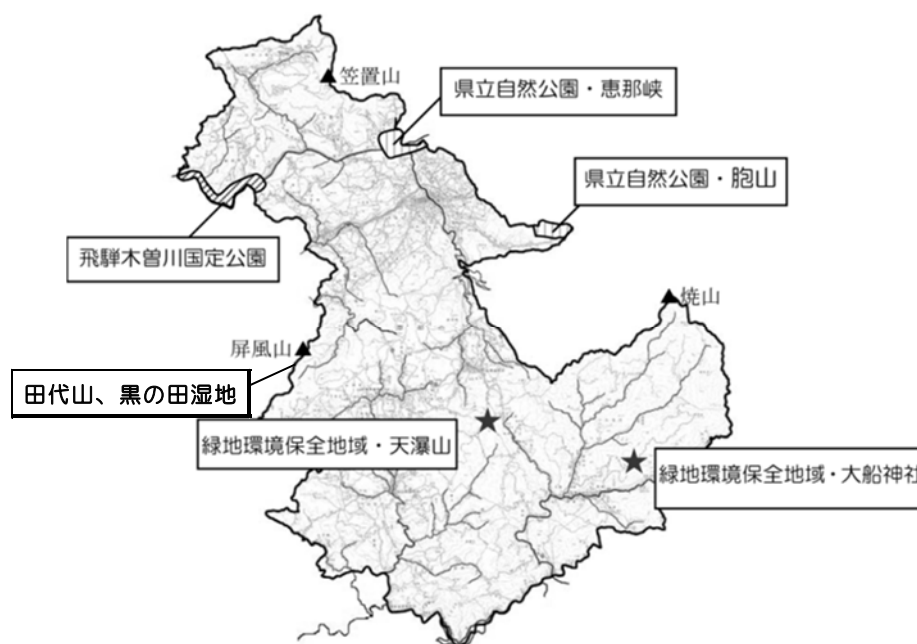 笠置山
県立自然公園・恵那峡
県立自然公園・胞山
飛騨木曽川国定公園
焼山
屏風山
田代山、黒の田湿地
緑地環境保全地域・天瀑山
緑地環境保全地域・大船神社